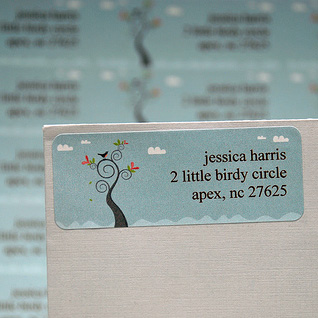 jessica harris
2 little birdy circle
apex, nc 27625